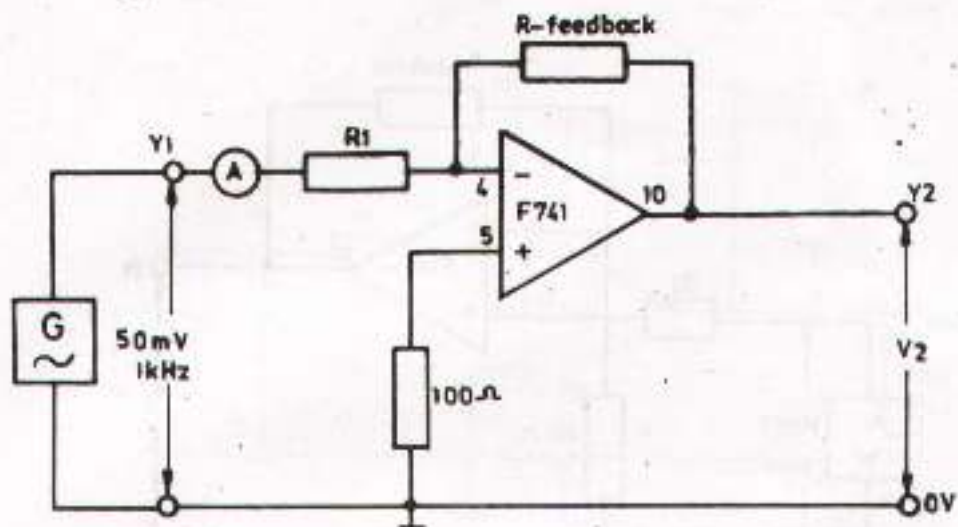 R-feedback
Y1
A
R1
4
-
F741
10
Y2
5
+
G
~
50mV
1kHz
100Ω
V2
0V